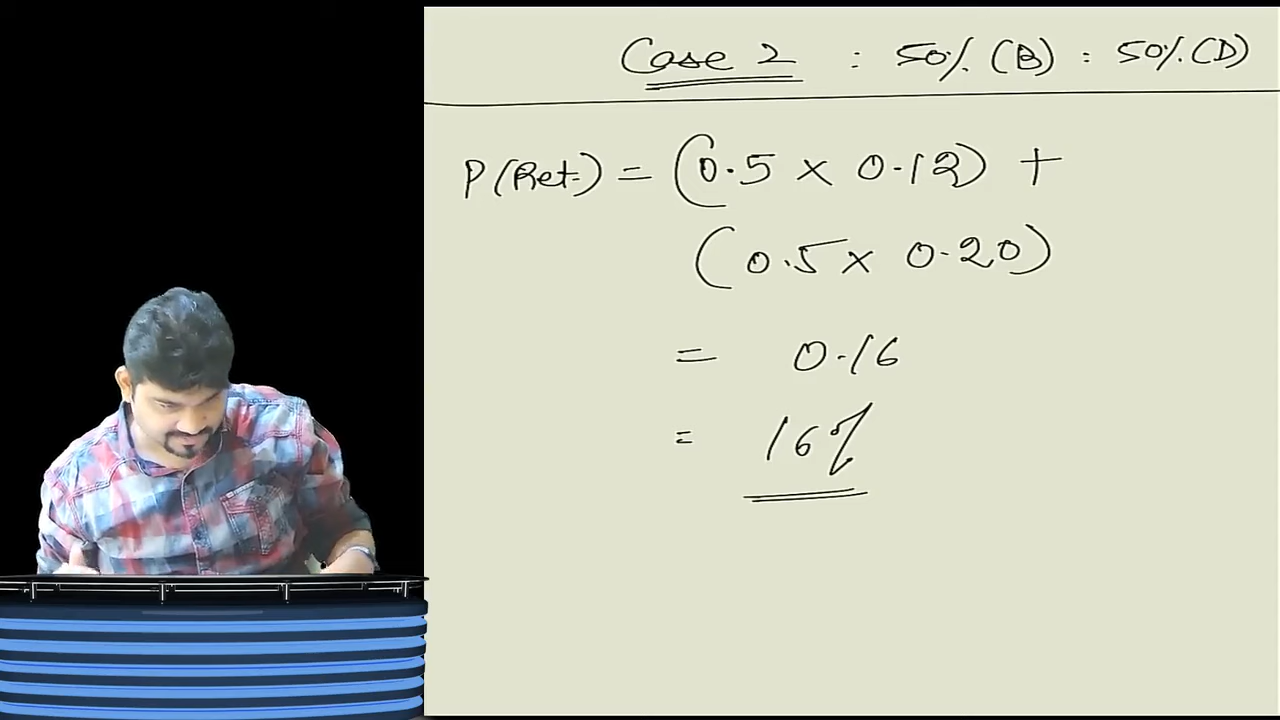 Case 2 : 50% (B) : 50% (D)
P(Ret.) = (0.5 × 0.12) +
(0.5 × 0.20)
= 0.16
= 16%